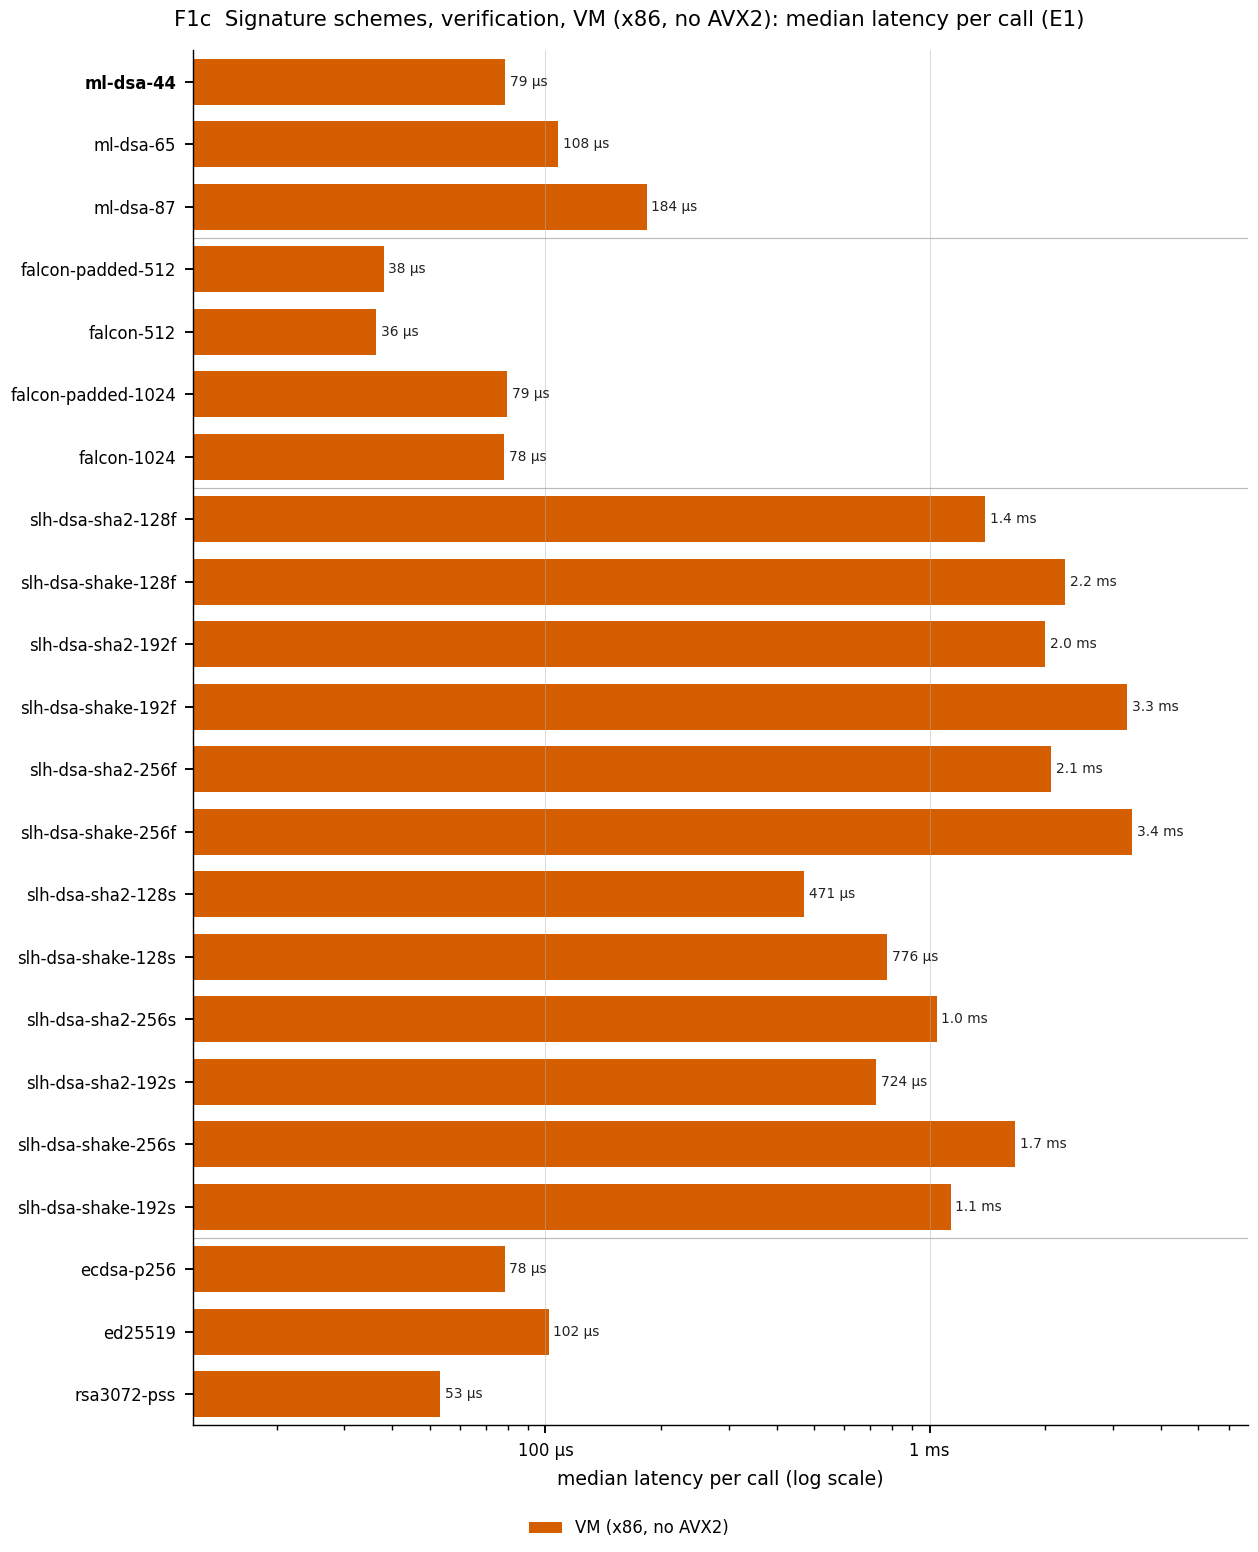 F1c  Signature schemes, verification, VM (x86, no AVX2): median latency per call (E1)
ml-dsa-44 79 µs
ml-dsa-65 108 µs
ml-dsa-87 184 µs
falcon-padded-512 38 µs
falcon-512 36 µs
falcon-padded-1024 79 µs
falcon-1024 78 µs
slh-dsa-sha2-128f 1.4 ms
slh-dsa-shake-128f 2.2 ms
slh-dsa-sha2-192f 2.0 ms
slh-dsa-shake-192f 3.3 ms
slh-dsa-sha2-256f 2.1 ms
slh-dsa-shake-256f 3.4 ms
slh-dsa-sha2-128s 471 µs
slh-dsa-shake-128s 776 µs
slh-dsa-sha2-256s 1.0 ms
slh-dsa-sha2-192s 724 µs
slh-dsa-shake-256s 1.7 ms
slh-dsa-shake-192s 1.1 ms
ecdsa-p256 78 µs
ed25519 102 µs
rsa3072-pss 53 µs
100 µs 1 ms
median latency per call (log scale)
VM (x86, no AVX2)